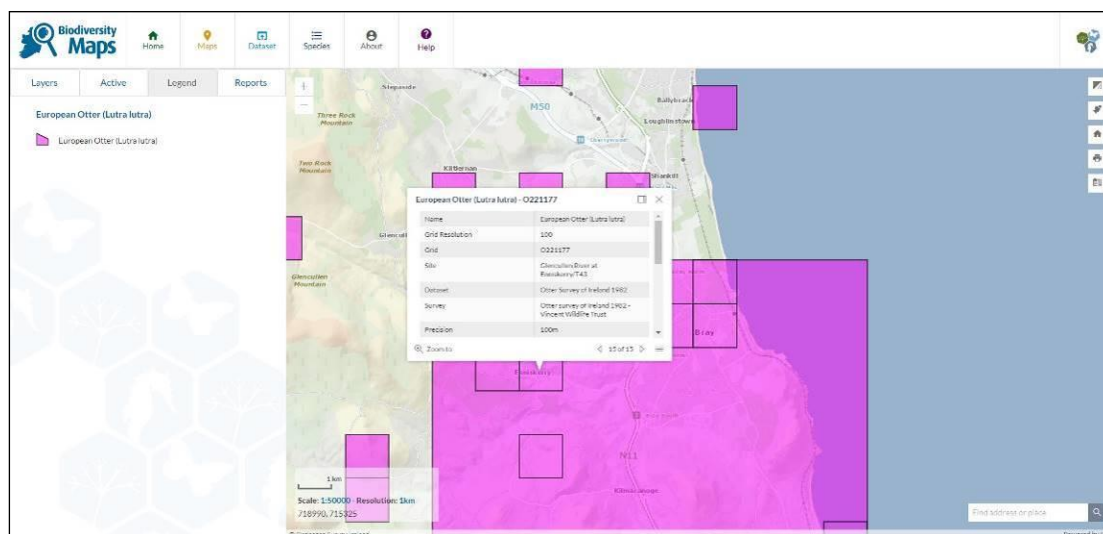 Biodiversity
Maps
Home
Maps
Dataset
Species
About
Help
Layers
Active
Legend
Reports
European Otter (Lutra lutra)
European Otter (Lutra lutra)
Stepaside
Three Rock
Mountain
M50
Ballybrack
Loughlinstown
Two Rock
Mountain
Kilternan
Shankill
Glencullen
Mountain
European Otter (Lutra lutra) - O221177
Name European Otter (Lutra lutra)
Grid Resolution 100
Grid O221177
Site Glencullen River at
Enniskerry/T43
Dataset Otter Survey of Ireland 1982
Survey Otter survey of Ireland 1982 -
Vincent Wildlife Trust
Precision 100m
Zoom to
15 of 15
Bray
Enniskerry
N11
Kilmacanoge
1 km
Scale: 1:50000 - Resolution: 1km
718990, 715325
Find address or place